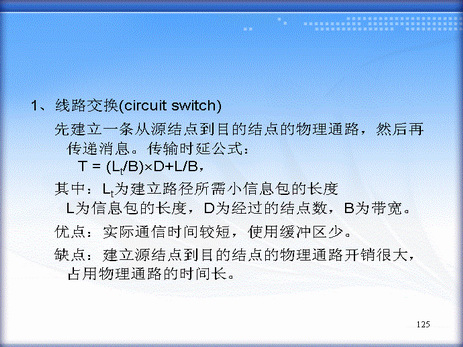 1、线路交换(circuit switch)
先建立一条从源结点到目的结点的物理通路，然后再
传递消息。传输时延公式：
T = (Lt/B)×D+L/B，
其中：Lt为建立路径所需小信息包的长度
L为信息包的长度，D为经过的结点数，B为带宽。
优点：实际通信时间较短，使用缓冲区少。
缺点：建立源结点到目的结点的物理通路开销很大，
占用物理通路的时间长。
125